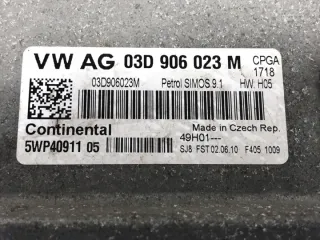 VW AG 03D 906 023 M CPGA
1718
03D906023M Petrol SIMOS 9.1 HW: H05
Continental Made in Czech Rep.
49H01---
5WP40911 05 SJ8 FST 02.06.10 F405 1009